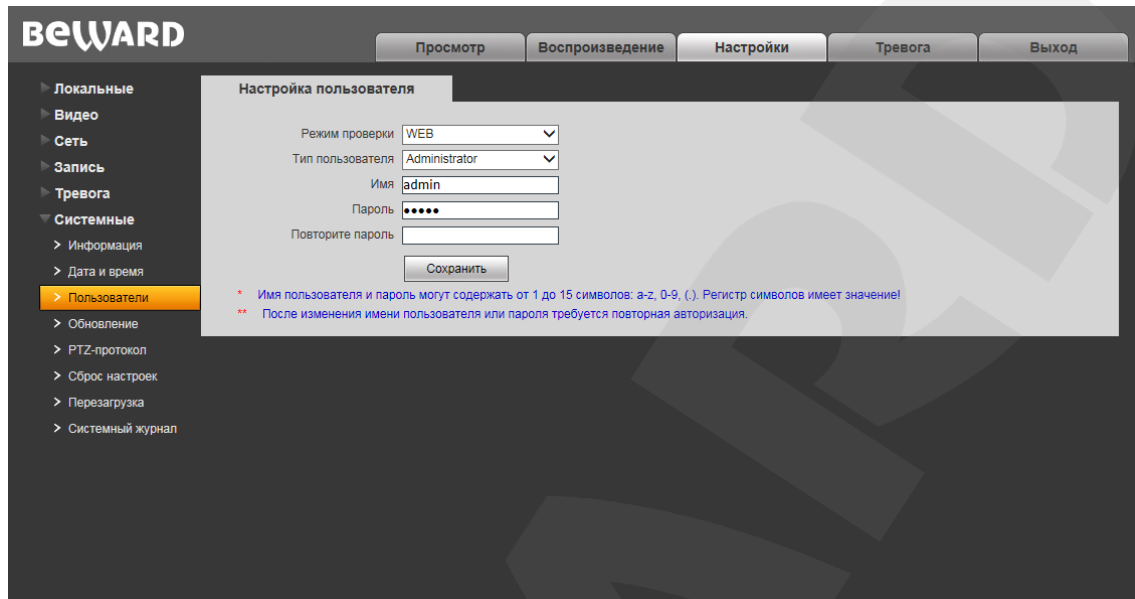 BEWARD
Просмотр Воспроизведение Настройки Тревога Выход
Локальные
Видео
Сеть
Запись
Тревога
Системные
Информация
Дата и время
Пользователи
Обновление
PTZ-протокол
Сброс настроек
Перезагрузка
Системный журнал
Настройка пользователя
Режим проверки WEB
Тип пользователя Administrator
Имя admin
Пароль •••••
Повторите пароль
Сохранить
* Имя пользователя и пароль могут содержать от 1 до 15 символов: a-z, 0-9, (.). Регистр символов имеет значение!
** После изменения имени пользователя или пароля требуется повторная авторизация.